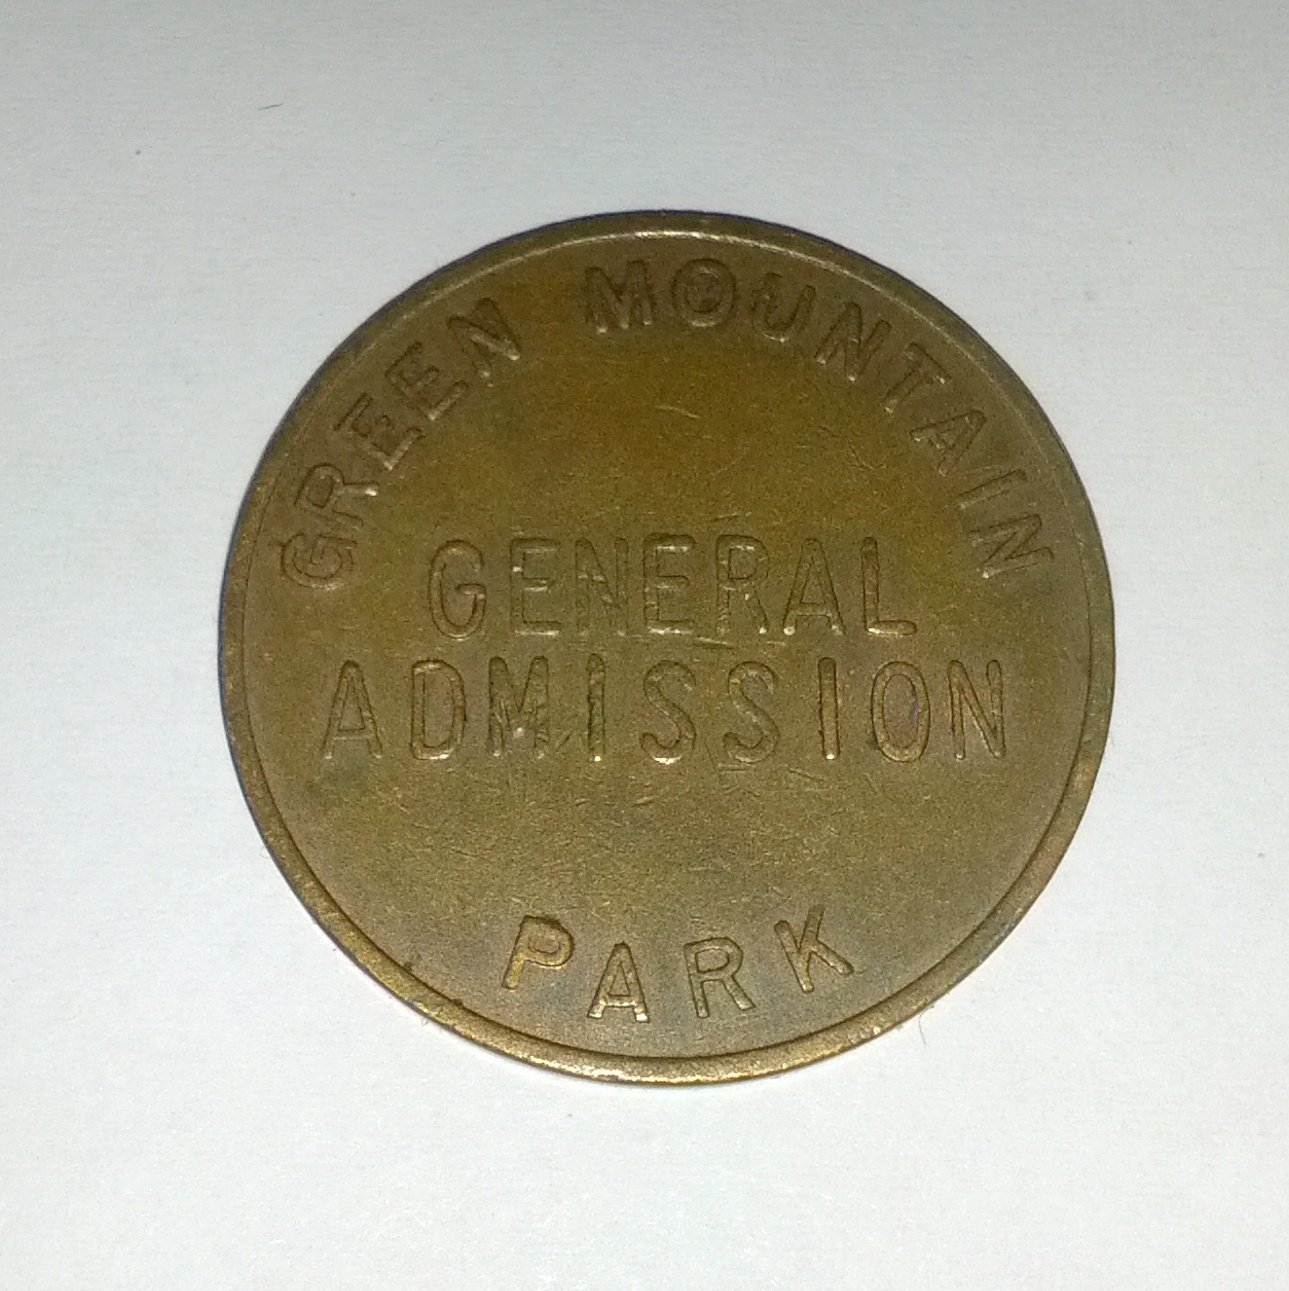 GREEN MOUNTAIN
GENERAL
ADMISSION
PARK